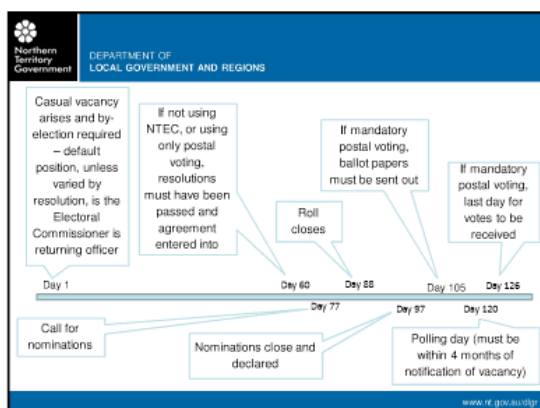 Northern
Territory
Government
DEPARTMENT OF
LOCAL GOVERNMENT AND REGIONS
Casual vacancy
arises and by-
election required
– default
position, unless
varied by
resolution, is the
Electoral
Commissioner is
returning officer
If not using
NTEC, or using
only postal
voting,
resolutions
must have been
passed and
agreement
entered into
Roll
closes
If mandatory
postal voting,
ballot papers
must be sent out
If mandatory
postal voting,
last day for
votes to be
received
Day 1
Day 60
Day 88
Day 105
Day 126
Day 77
Day 97
Day 120
Call for
nominations
Nominations close and
declared
Polling day (must be
within 4 months of
notification of vacancy)
www.nt.gov.au/dlgr